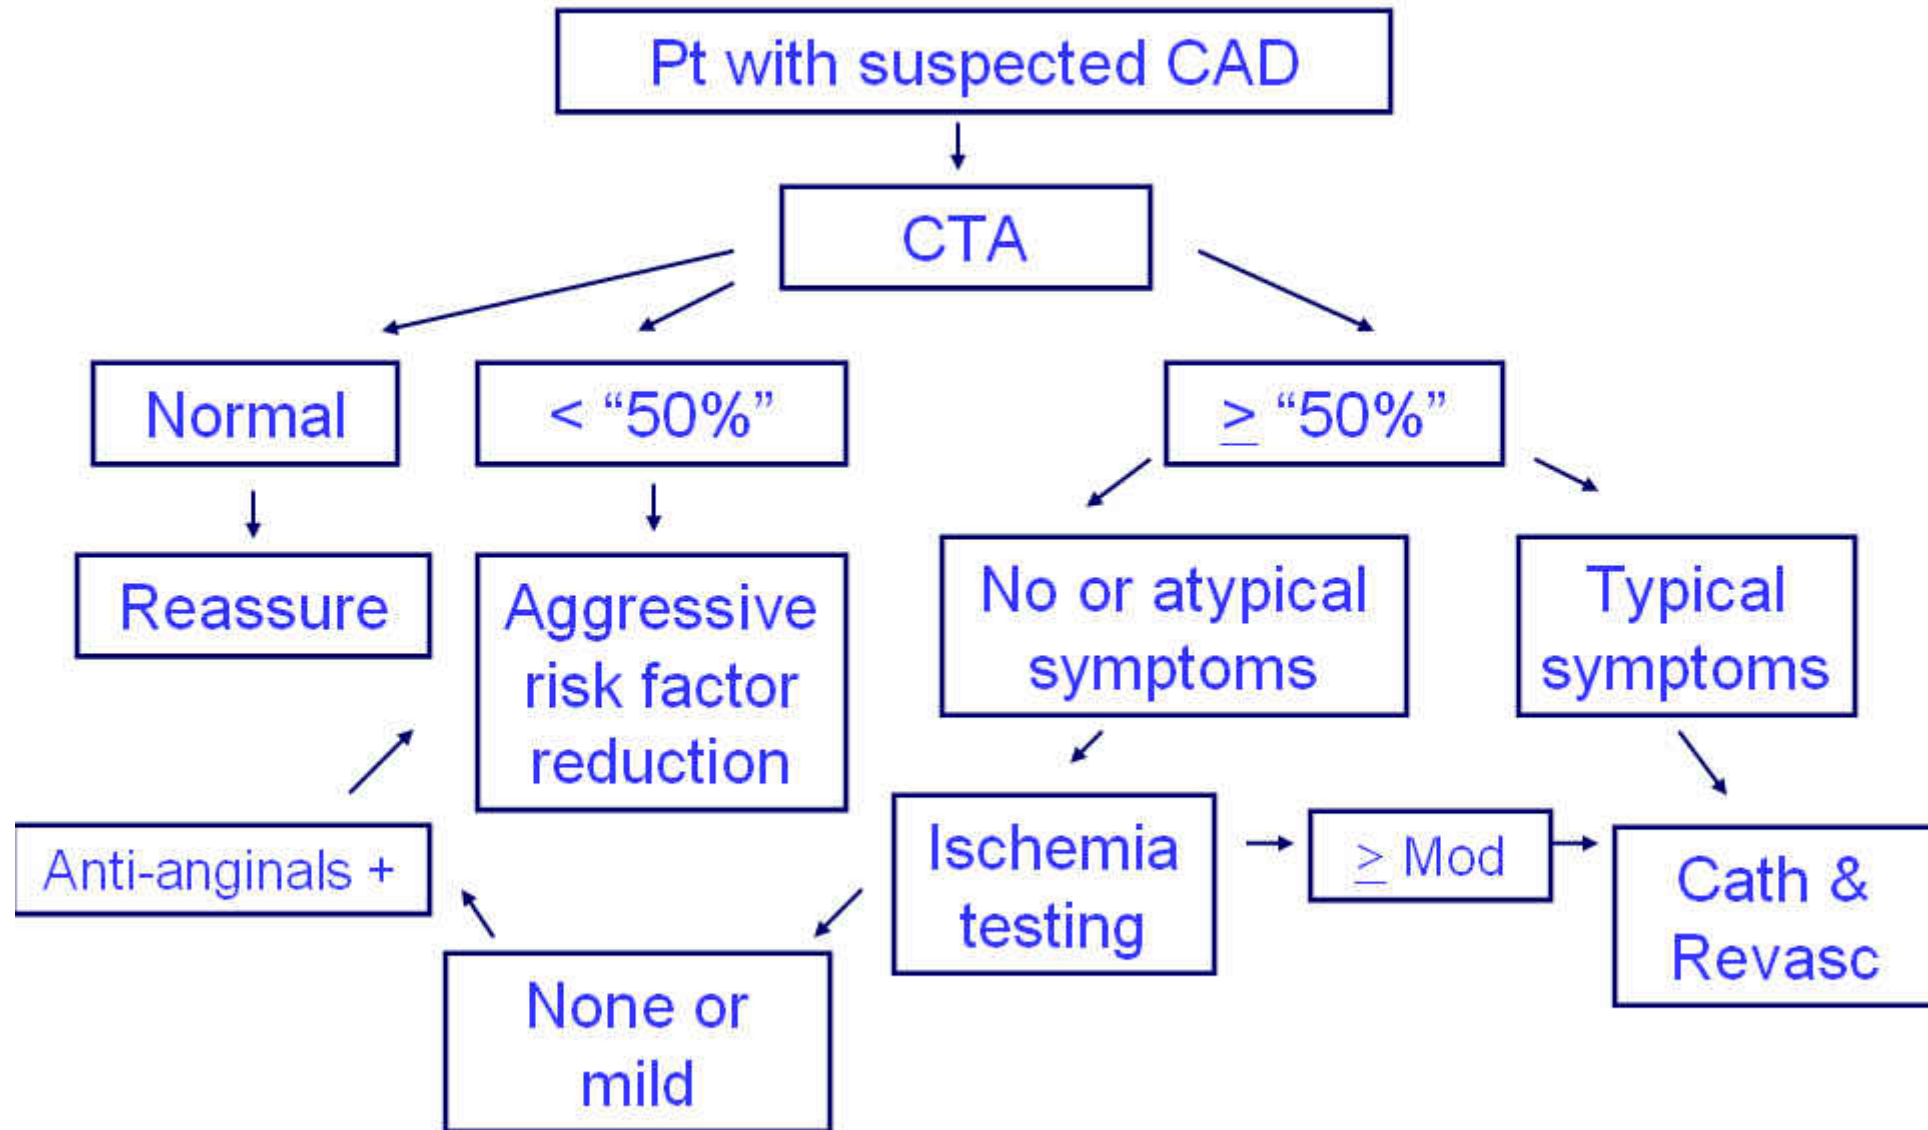 Pt with suspected CAD
CTA
Normal
< “50%”
≥ “50%”
Reassure
Aggressive
risk factor
reduction
No or atypical
symptoms
Typical
symptoms
Anti-anginals +
Ischemia
testing
≥ Mod
Cath &
Revasc
None or
mild